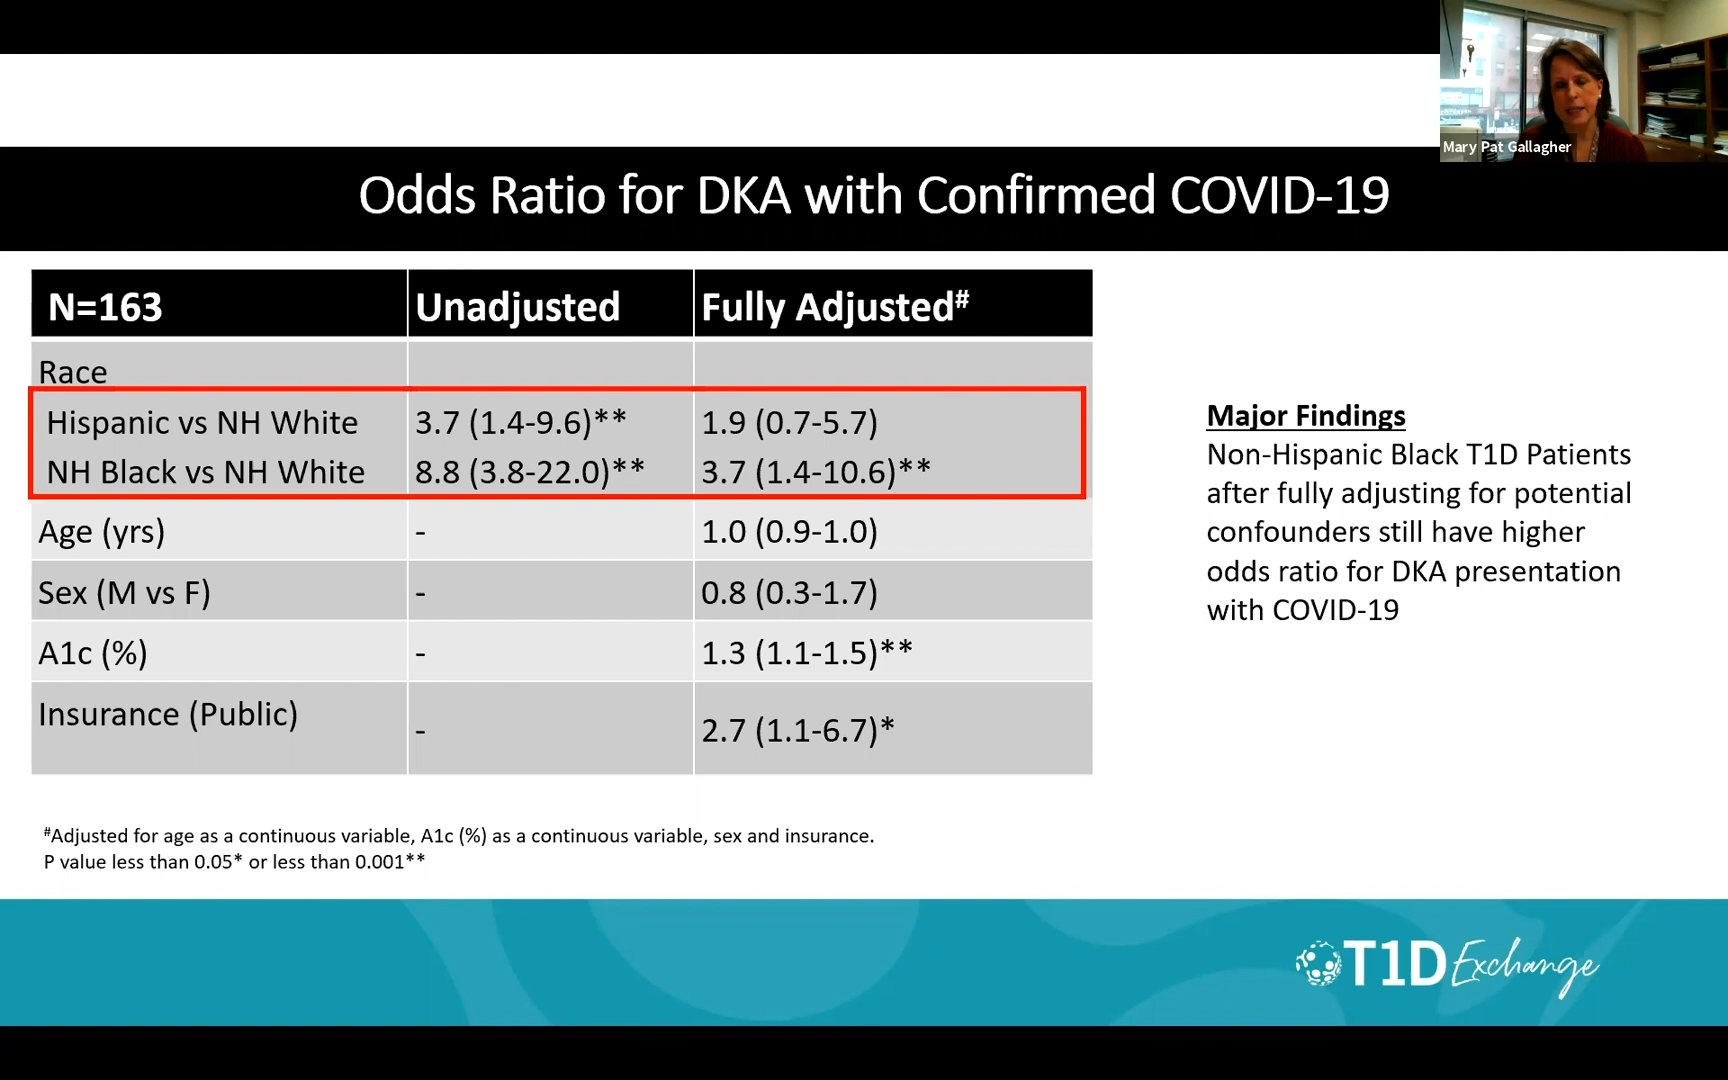 Mary Pat Gallagher
Odds Ratio for DKA with Confirmed COVID-19
N=163 Unadjusted Fully Adjusted#
Race
Hispanic vs NH White 3.7 (1.4-9.6)** 1.9 (0.7-5.7)
NH Black vs NH White 8.8 (3.8-22.0)** 3.7 (1.4-10.6)**
Age (yrs) - 1.0 (0.9-1.0)
Sex (M vs F) - 0.8 (0.3-1.7)
A1c (%) - 1.3 (1.1-1.5)**
Insurance (Public) - 2.7 (1.1-6.7)*
Major Findings
Non-Hispanic Black T1D Patients
after fully adjusting for potential
confounders still have higher
odds ratio for DKA presentation
with COVID-19
#Adjusted for age as a continuous variable, A1c (%) as a continuous variable, sex and insurance.
P value less than 0.05* or less than 0.001**
T1D Exchange